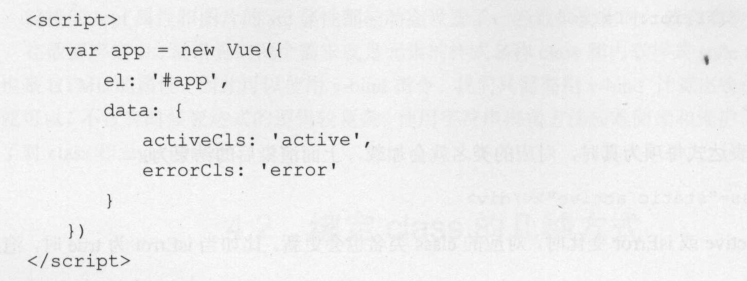 <script>
var app = new Vue({
el: '#app',
data: {
activeCls: 'active',
errorCls: 'error'
}
})
</script>